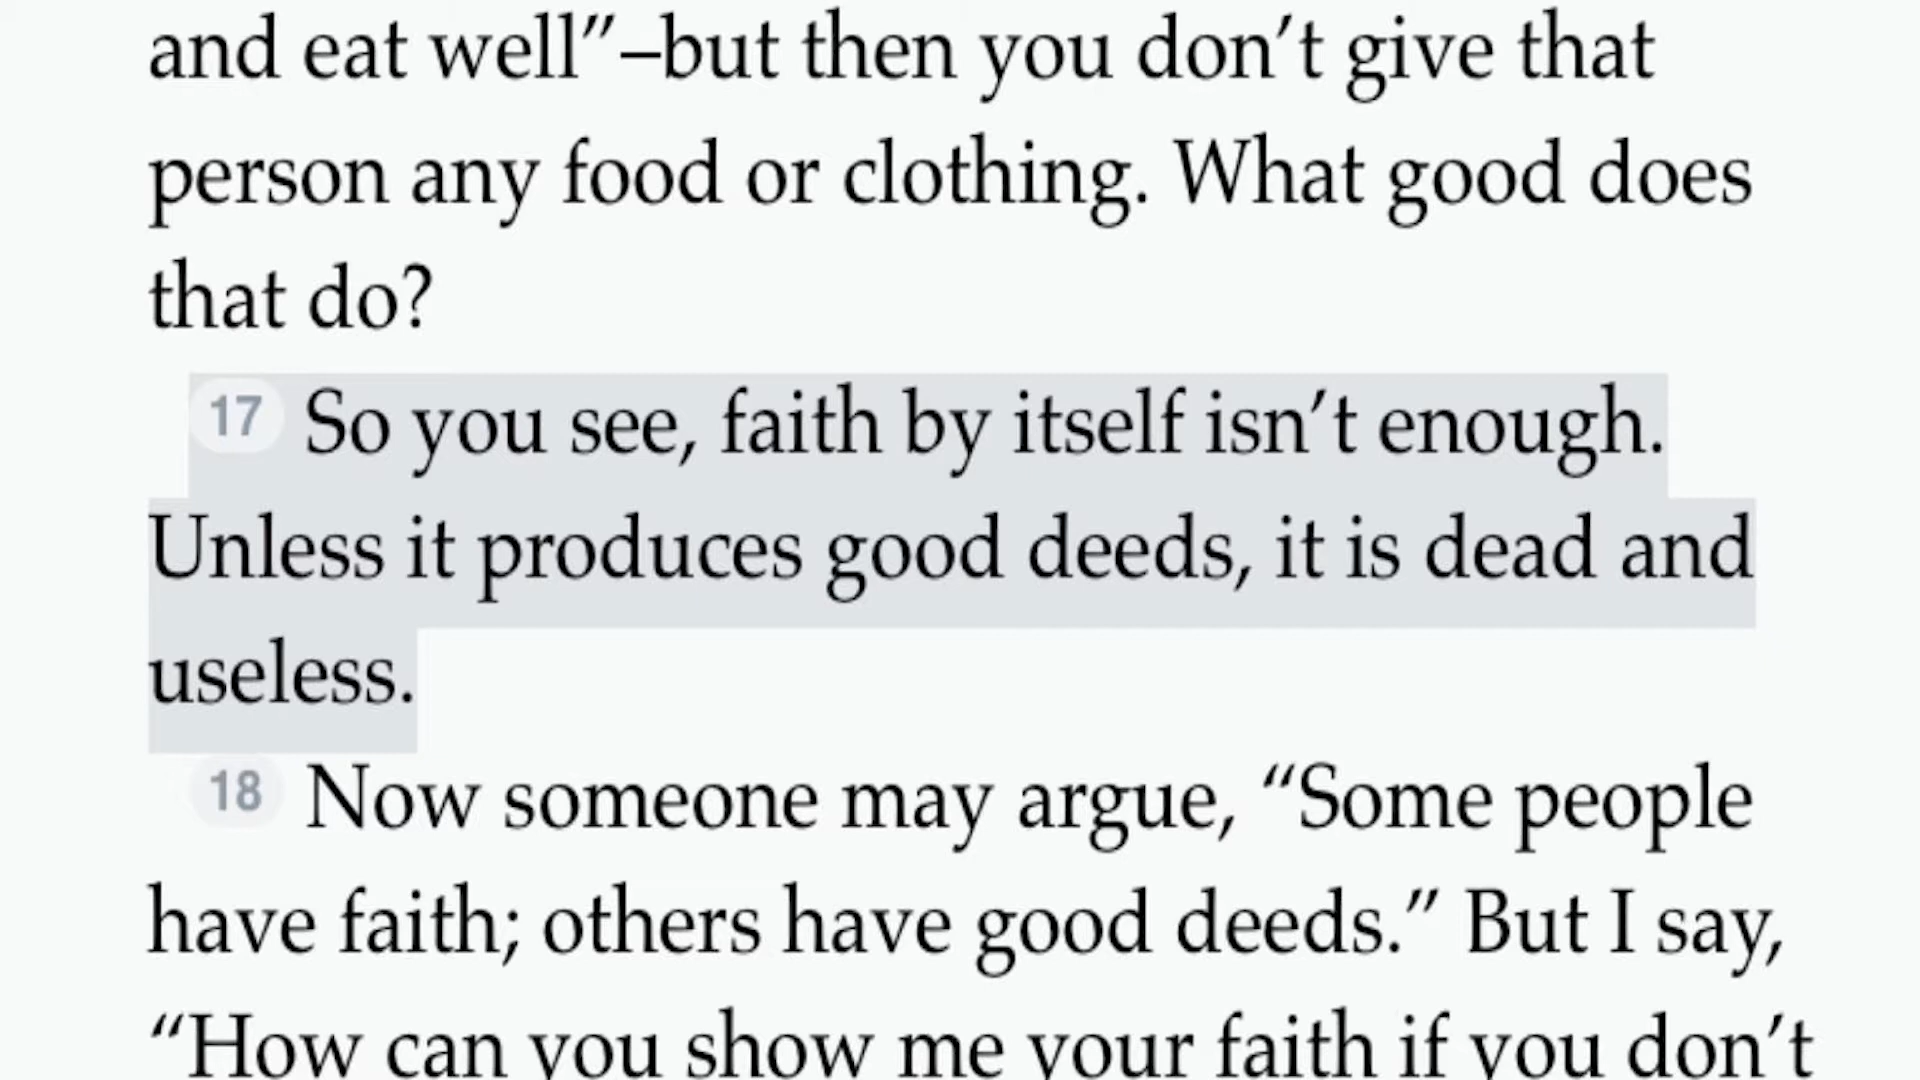 and eat well”–but then you don’t give that
person any food or clothing. What good does
that do?
17 So you see, faith by itself isn’t enough.
Unless it produces good deeds, it is dead and
useless.
18 Now someone may argue, “Some people
have faith; others have good deeds.” But I say,
“How can you show me your faith if you don’t